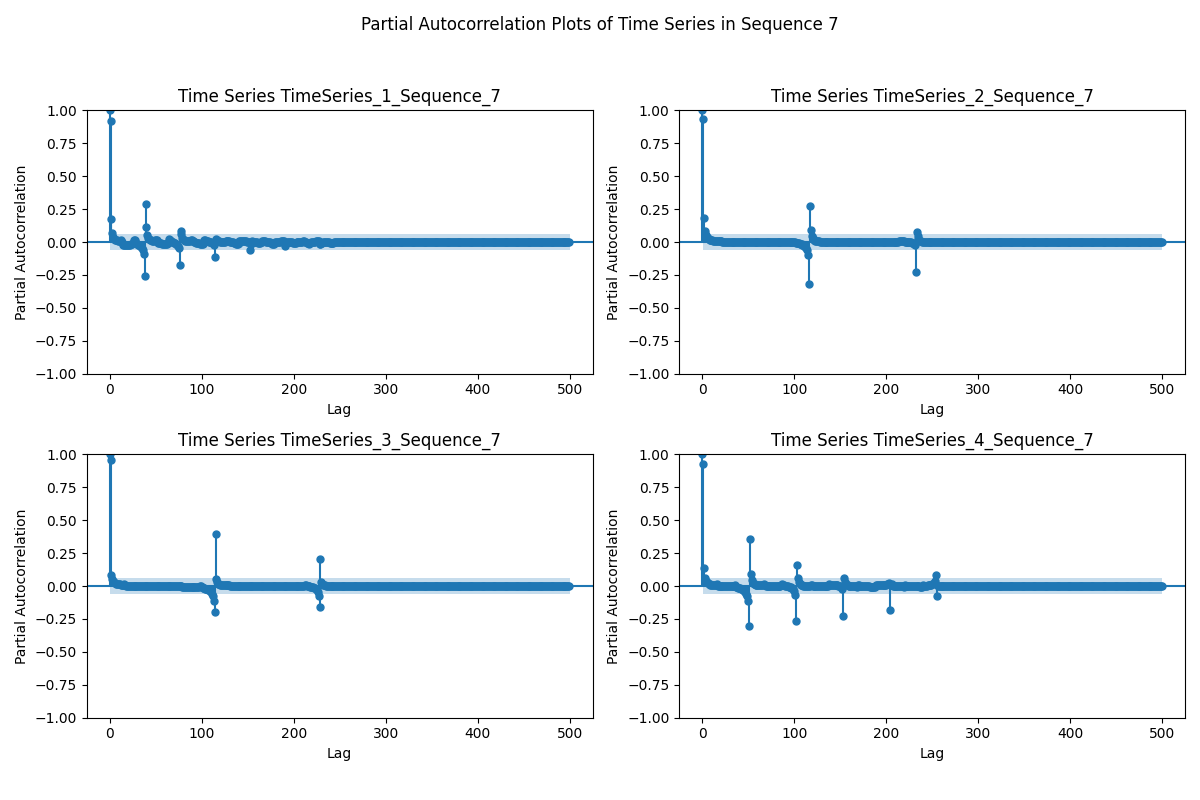 Partial Autocorrelation Plots of Time Series in Sequence 7
Time Series TimeSeries_1_Sequence_7
1.00
0.75
0.50
0.25
0.00
−0.25
−0.50
−0.75
−1.00
Partial Autocorrelation
0 100 200 300 400 500
Lag
Time Series TimeSeries_2_Sequence_7
1.00
0.75
0.50
0.25
0.00
−0.25
−0.50
−0.75
−1.00
Partial Autocorrelation
0 100 200 300 400 500
Lag
Time Series TimeSeries_3_Sequence_7
1.00
0.75
0.50
0.25
0.00
−0.25
−0.50
−0.75
−1.00
Partial Autocorrelation
0 100 200 300 400 500
Lag
Time Series TimeSeries_4_Sequence_7
1.00
0.75
0.50
0.25
0.00
−0.25
−0.50
−0.75
−1.00
Partial Autocorrelation
0 100 200 300 400 500
Lag